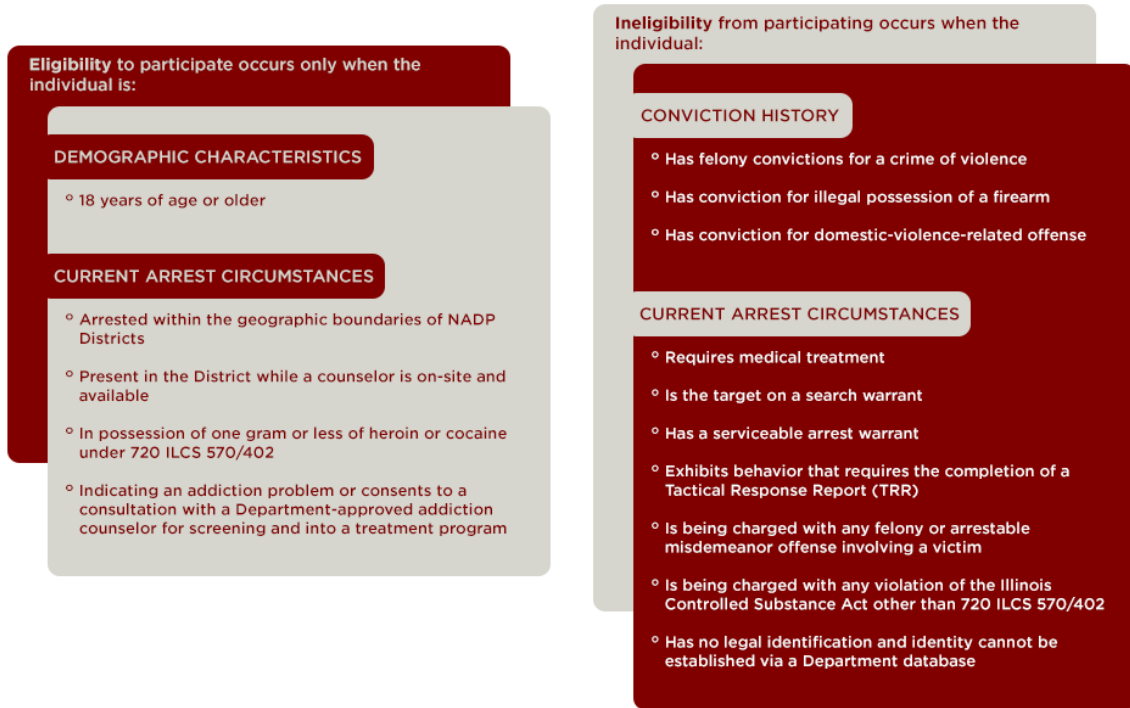 Eligibility to participate occurs only when the
individual is:
DEMOGRAPHIC CHARACTERISTICS
° 18 years of age or older
CURRENT ARREST CIRCUMSTANCES
° Arrested within the geographic boundaries of NADP
Districts
° Present in the District while a counselor is on-site and
available
° In possession of one gram or less of heroin or cocaine
under 720 ILCS 570/402
° Indicating an addiction problem or consents to a
consultation with a Department-approved addiction
counselor for screening and into a treatment program
Ineligibility from participating occurs when the
individual:
CONVICTION HISTORY
° Has felony convictions for a crime of violence
° Has conviction for illegal possession of a firearm
° Has conviction for domestic-violence-related offense
CURRENT ARREST CIRCUMSTANCES
° Requires medical treatment
° Is the target on a search warrant
° Has a serviceable arrest warrant
° Exhibits behavior that requires the completion of a
Tactical Response Report (TRR)
° Is being charged with any felony or arrestable
misdemeanor offense involving a victim
° Is being charged with any violation of the Illinois
Controlled Substance Act other than 720 ILCS 570/402
° Has no legal identification and identity cannot be
established via a Department database